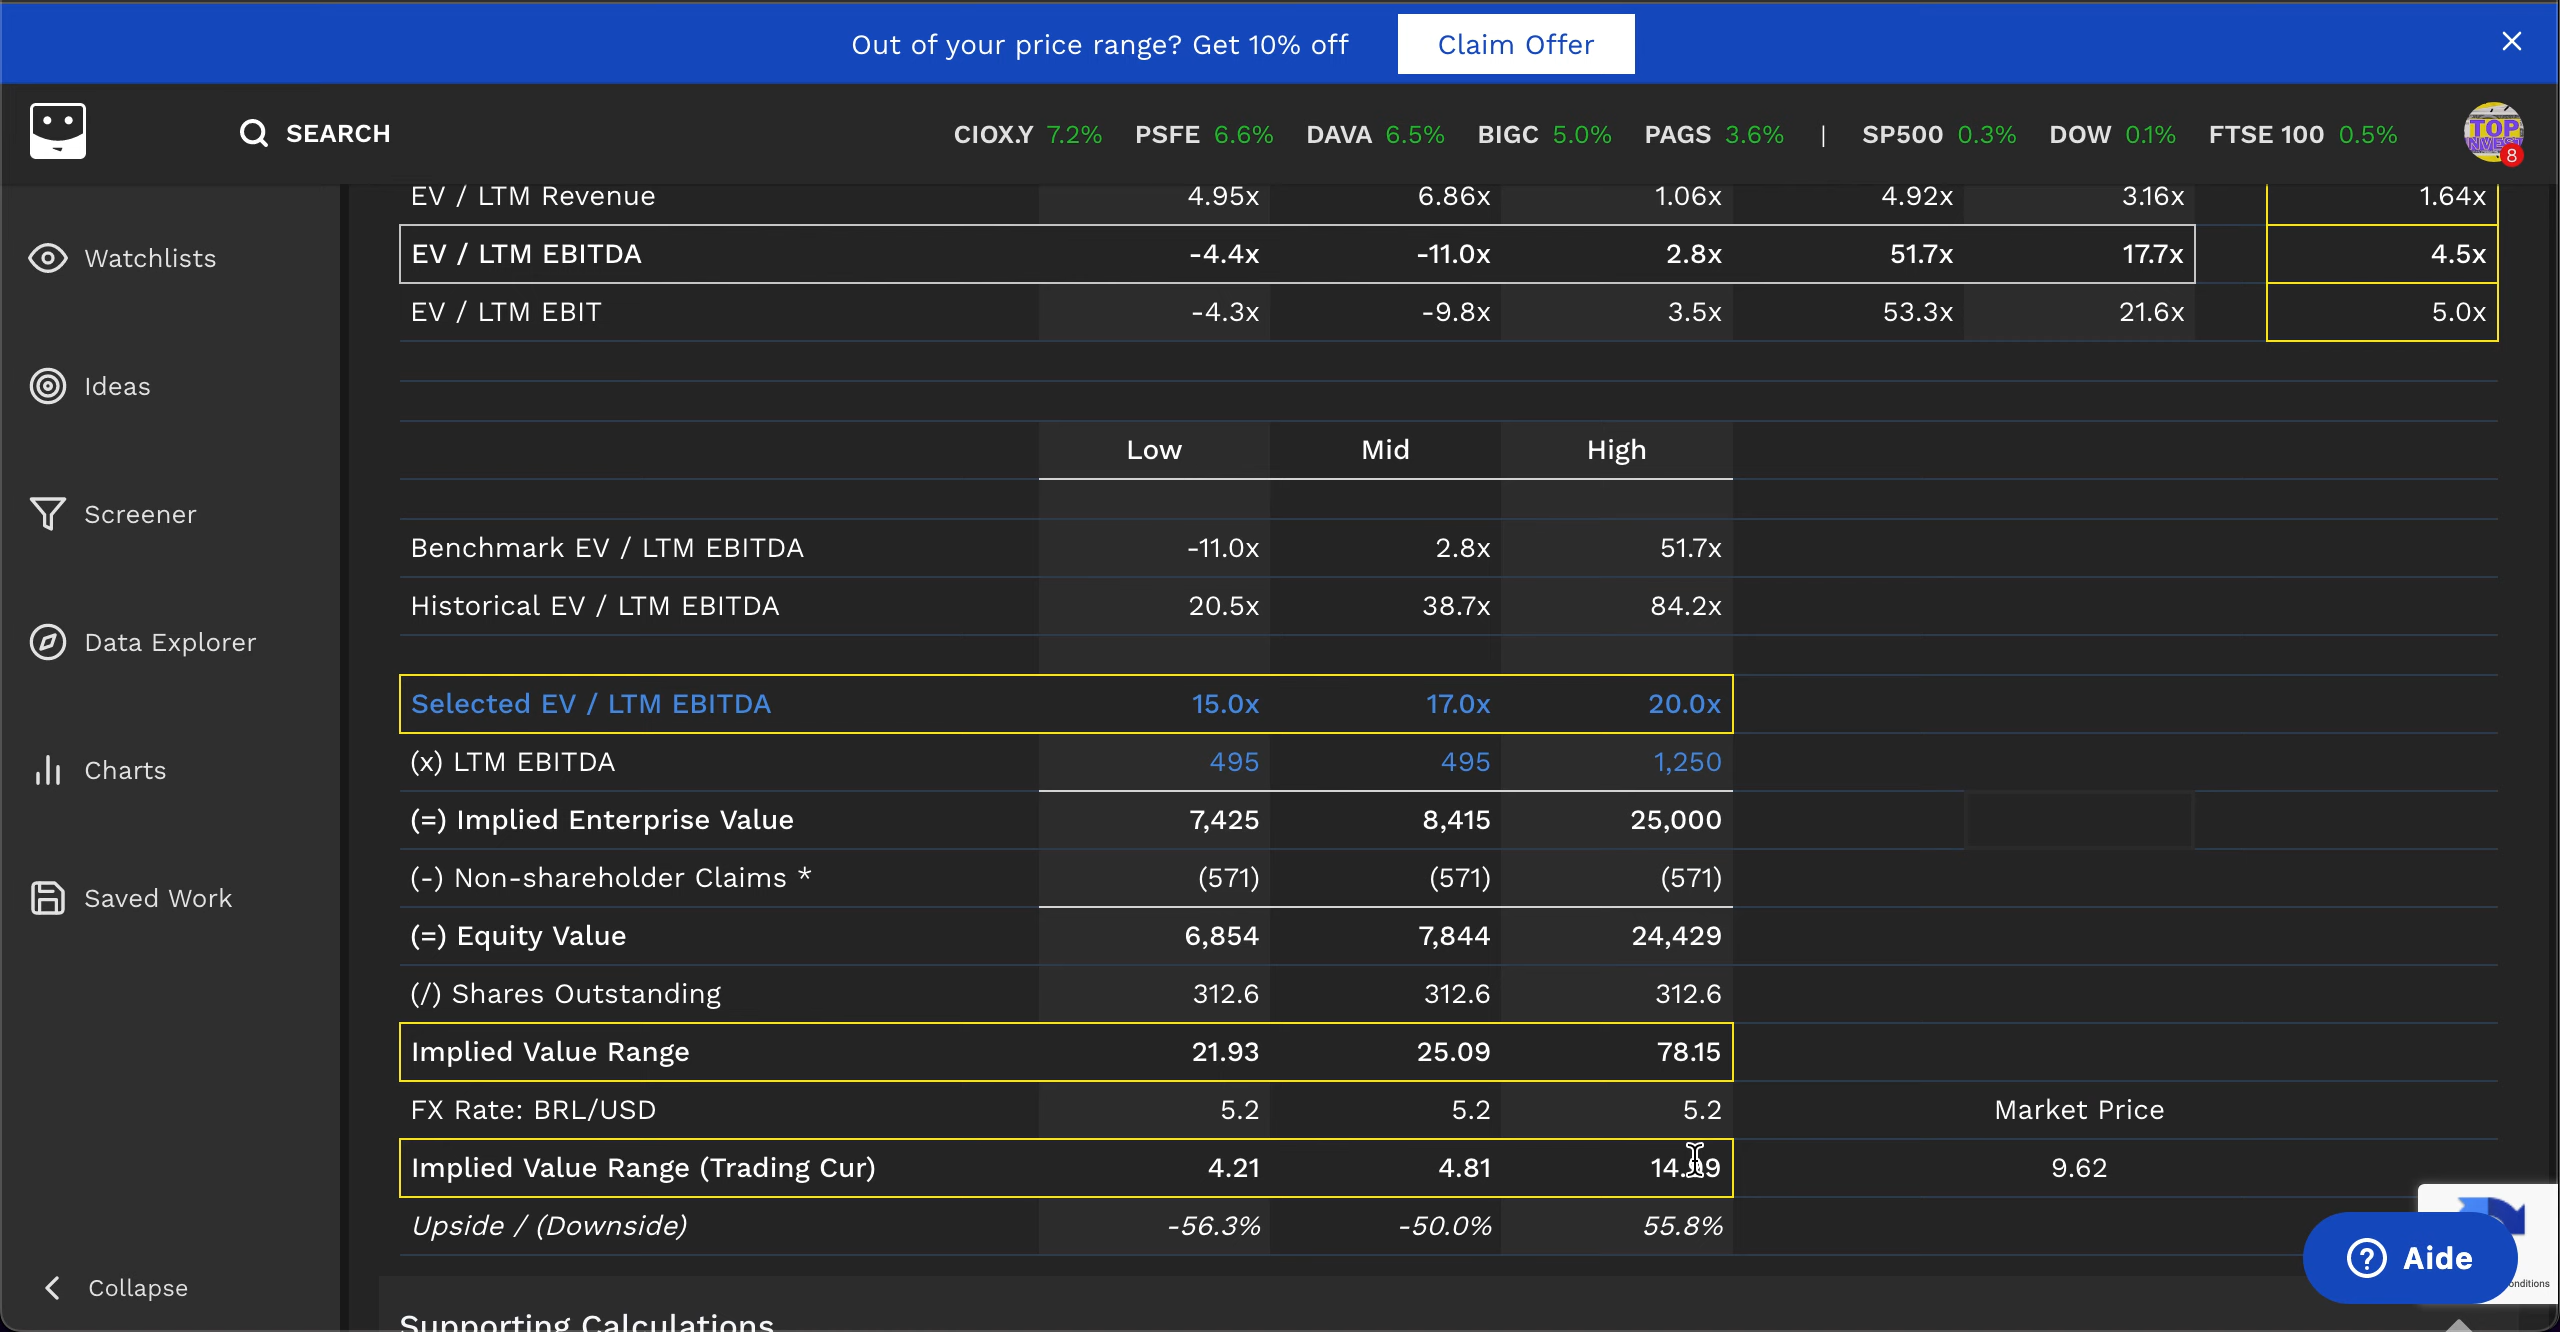 Out of your price range? Get 10% off Claim Offer
SEARCH CIOX.Y 7.2% PSFE 6.6% DAVA 6.5% BIGC 5.0% PAGS 3.6% | SP500 0.3% DOW 0.1% FTSE 100 0.5%
TOP
8
Watchlists
Ideas
Screener
Data Explorer
Charts
Saved Work
Collapse
EV / LTM Revenue 4.95x 6.86x 1.06x 4.92x 3.16x 1.64x
EV / LTM EBITDA -4.4x -11.0x 2.8x 51.7x 17.7x 4.5x
EV / LTM EBIT -4.3x -9.8x 3.5x 53.3x 21.6x 5.0x
Low Mid High
Benchmark EV / LTM EBITDA -11.0x 2.8x 51.7x
Historical EV / LTM EBITDA 20.5x 38.7x 84.2x
Selected EV / LTM EBITDA 15.0x 17.0x 20.0x
(x) LTM EBITDA 495 495 1,250
(=) Implied Enterprise Value 7,425 8,415 25,000
(-) Non-shareholder Claims * (571) (571) (571)
(=) Equity Value 6,854 7,844 24,429
(/) Shares Outstanding 312.6 312.6 312.6
Implied Value Range 21.93 25.09 78.15
FX Rate: BRL/USD 5.2 5.2 5.2 Market Price
Implied Value Range (Trading Cur) 4.21 4.81 9.62
Upside / (Downside) -56.3% -50.0% 55.8%
Aide
Supporting Calculations